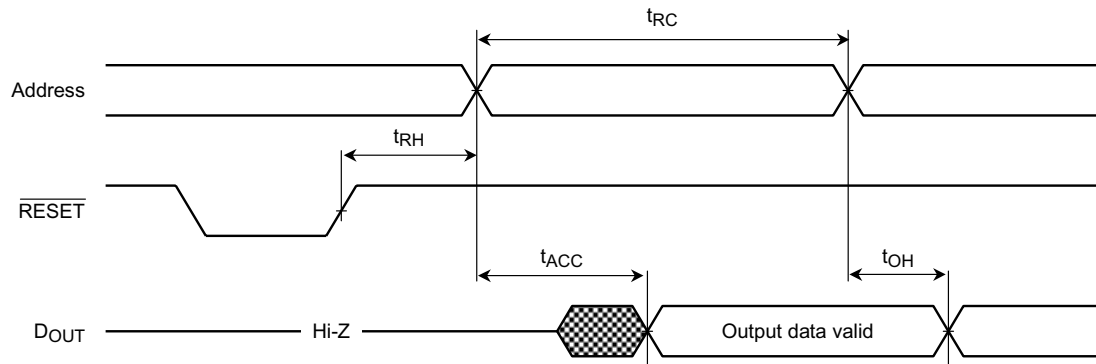 tRC
Address
tRH
RESET
tACC
tOH
DOUT
Hi-Z
Output data valid